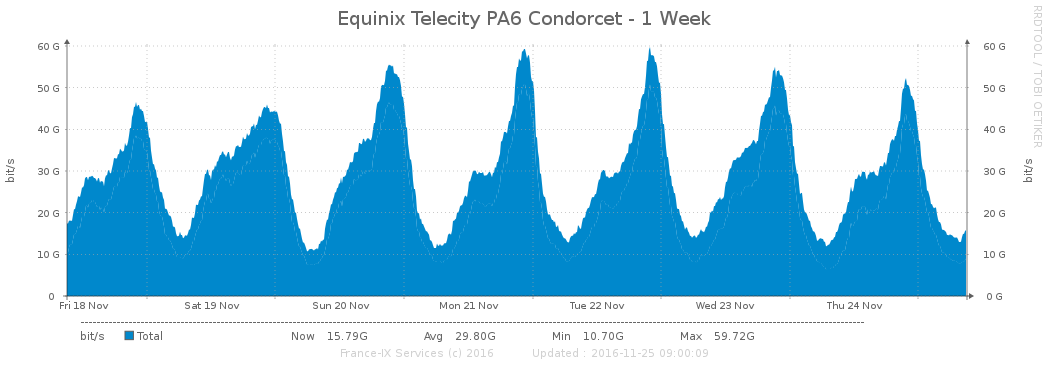 Equinix Telecity PA6 Condorcet - 1 Week
RRDTOOL / TOBI OETIKER
60 G 60 G
50 G 50 G
40 G 40 G
30 G 30 G
20 G 20 G
10 G 10 G
0 0 G
bit/s bit/s
Fri 18 Nov Sat 19 Nov Sun 20 Nov Mon 21 Nov Tue 22 Nov Wed 23 Nov Thu 24 Nov
bit/s Total Now 15.79G Avg 29.80G Min 10.70G Max 59.72G
France-IX Services (c) 2016 Updated : 2016-11-25 09:00:09